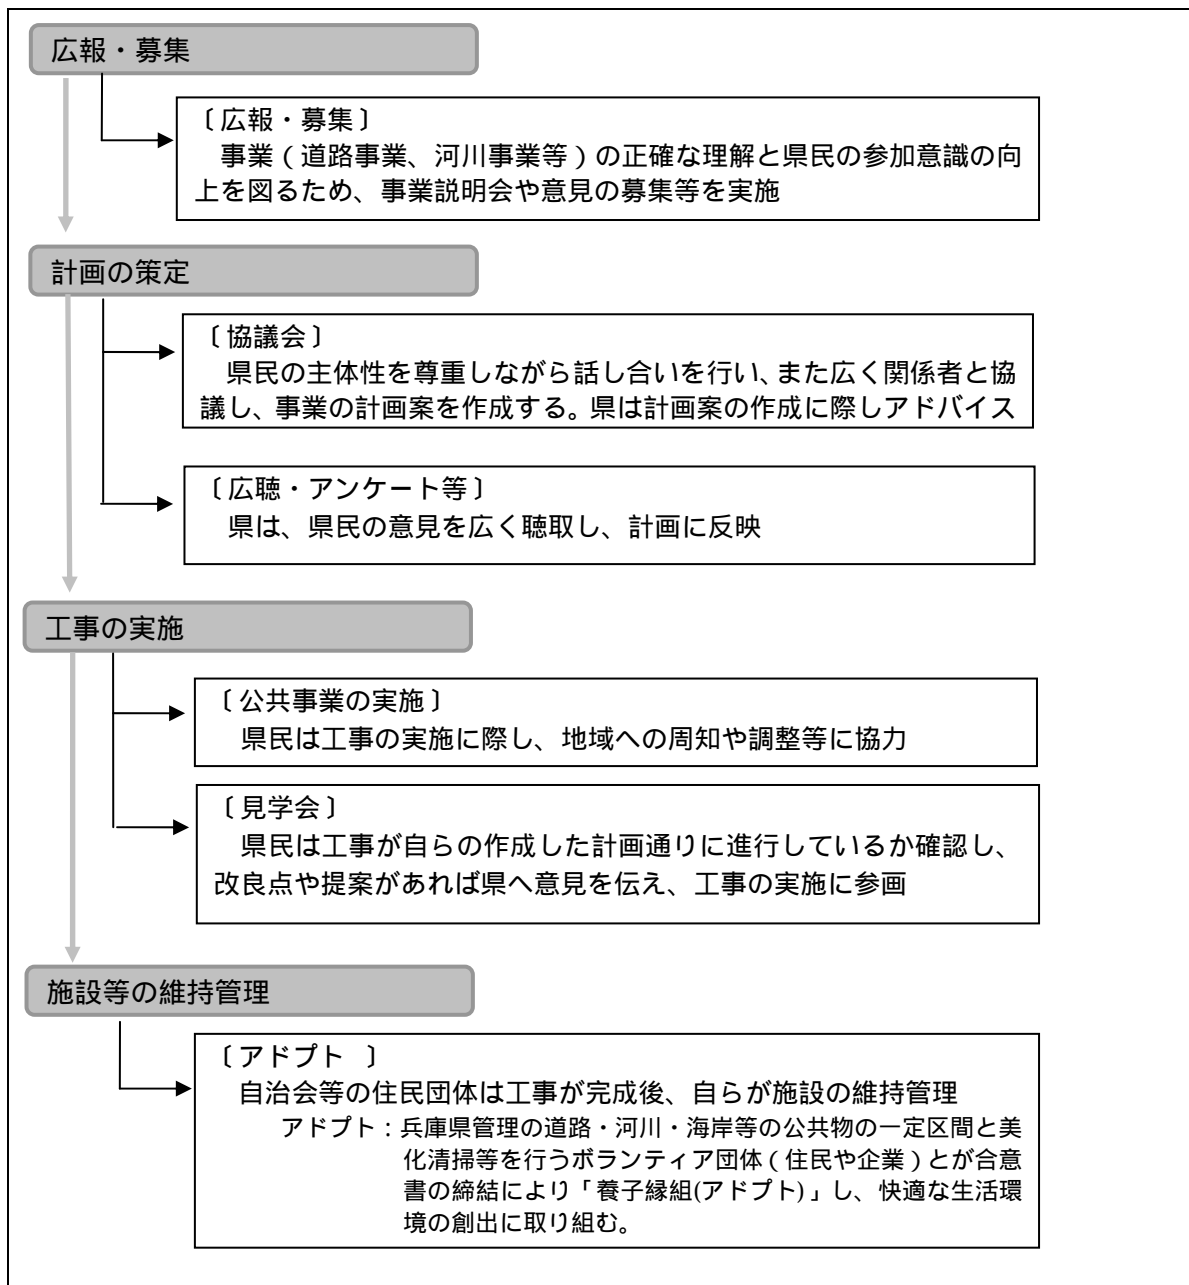 広報・募集
〔広報・募集〕
事業(道路事業、河川事業等)の正確な理解と県民の参加意識の向
上を図るため、事業説明会や意見の募集等を実施
計画の策定
〔協議会〕
県民の主体性を尊重しながら話し合いを行い、また広く関係者と協
議し、事業の計画案を作成する。県は計画案の作成に際しアドバイス
〔広聴・アンケート等〕
県は、県民の意見を広く聴取し、計画に反映
工事の実施
〔公共事業の実施〕
県民は工事の実施に際し、地域への周知や調整等に協力
〔見学会〕
県民は工事が自らの作成した計画通りに進行しているか確認し、
改良点や提案があれば県へ意見を伝え、工事の実施に参画
施設等の維持管理
〔アドプト 〕
自治会等の住民団体は工事が完成後、自らが施設の維持管理
アドプト:兵庫県管理の道路・河川・海岸等の公共物の一定区間と美
化清掃等を行うボランティア団体(住民や企業)とが合意
書の締結により「養子縁組(アドプト)」し、快適な生活環
境の創出に取り組む。